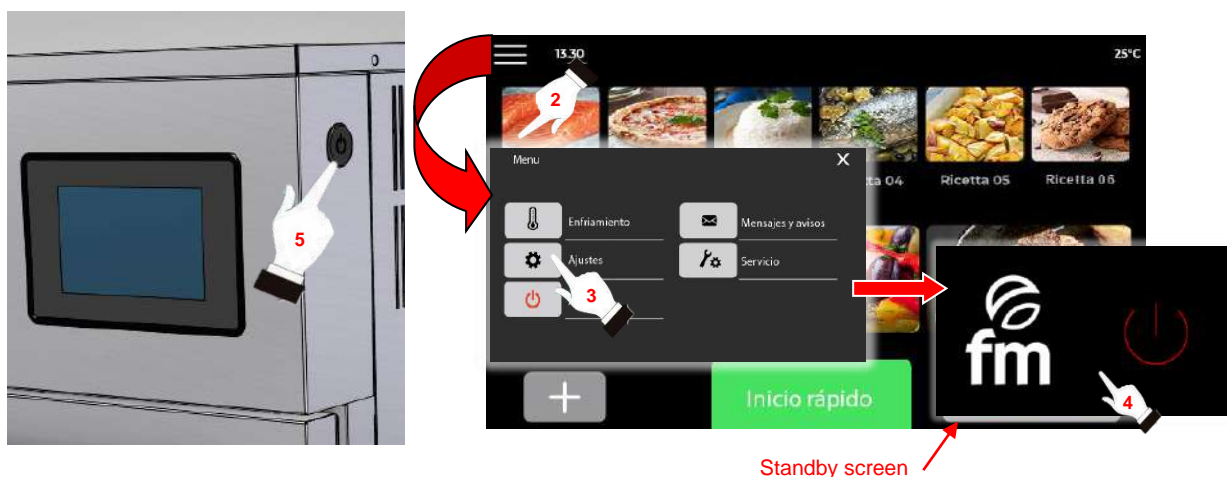 13.30
25°C
2
Menu
X
ta 04
Ricetta 05
Ricetta 06
Enfriamiento
Mensajes y avisos
Ajustes
Servicio
3
5
fm
4
Inicio rápido
Standby screen